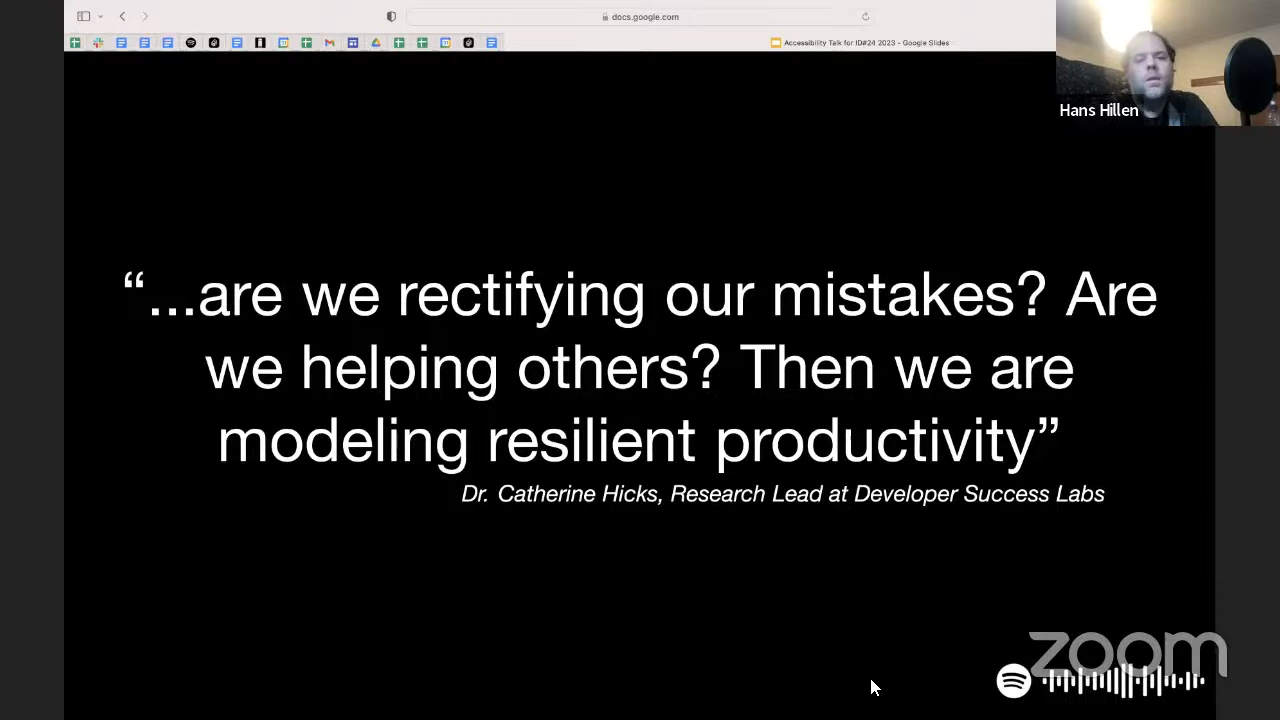 docs.google.com
Accessibility Talk for ID#24 2023 - Google Slides
Hans Hillen
“...are we rectifying our mistakes? Are
we helping others? Then we are
modeling resilient productivity”
Dr. Catherine Hicks, Research Lead at Developer Success Labs
zoom